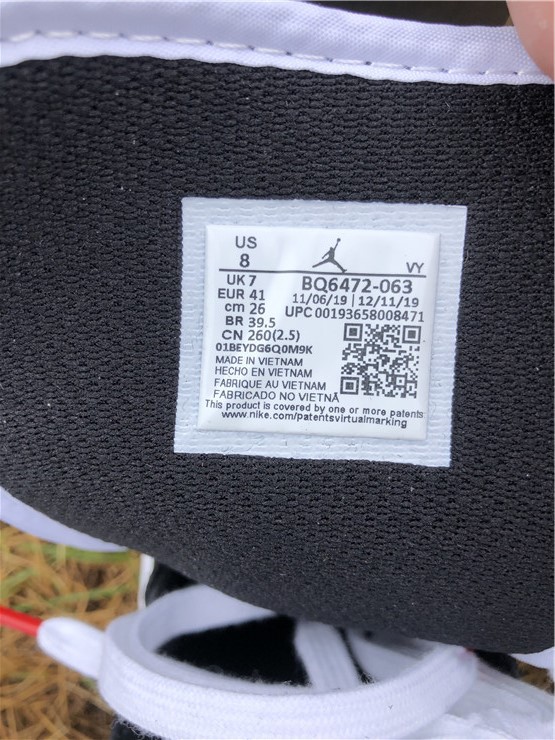 US
8
VY
UK 7
EUR 41
cm 26
BR 39.5
CN 260(2.5)
BQ6472-063
11/06/19 | 12/11/19
UPC 00193658008471
01BEYDG6Q0M9K
MADE IN VIETNAM
HECHO EN VIETNAM
FABRIQUE AU VIETNAM
FABRICADO NO VIETNÃ
This product is covered by one or more patents
www.nike.com/patentsvirtualmarking